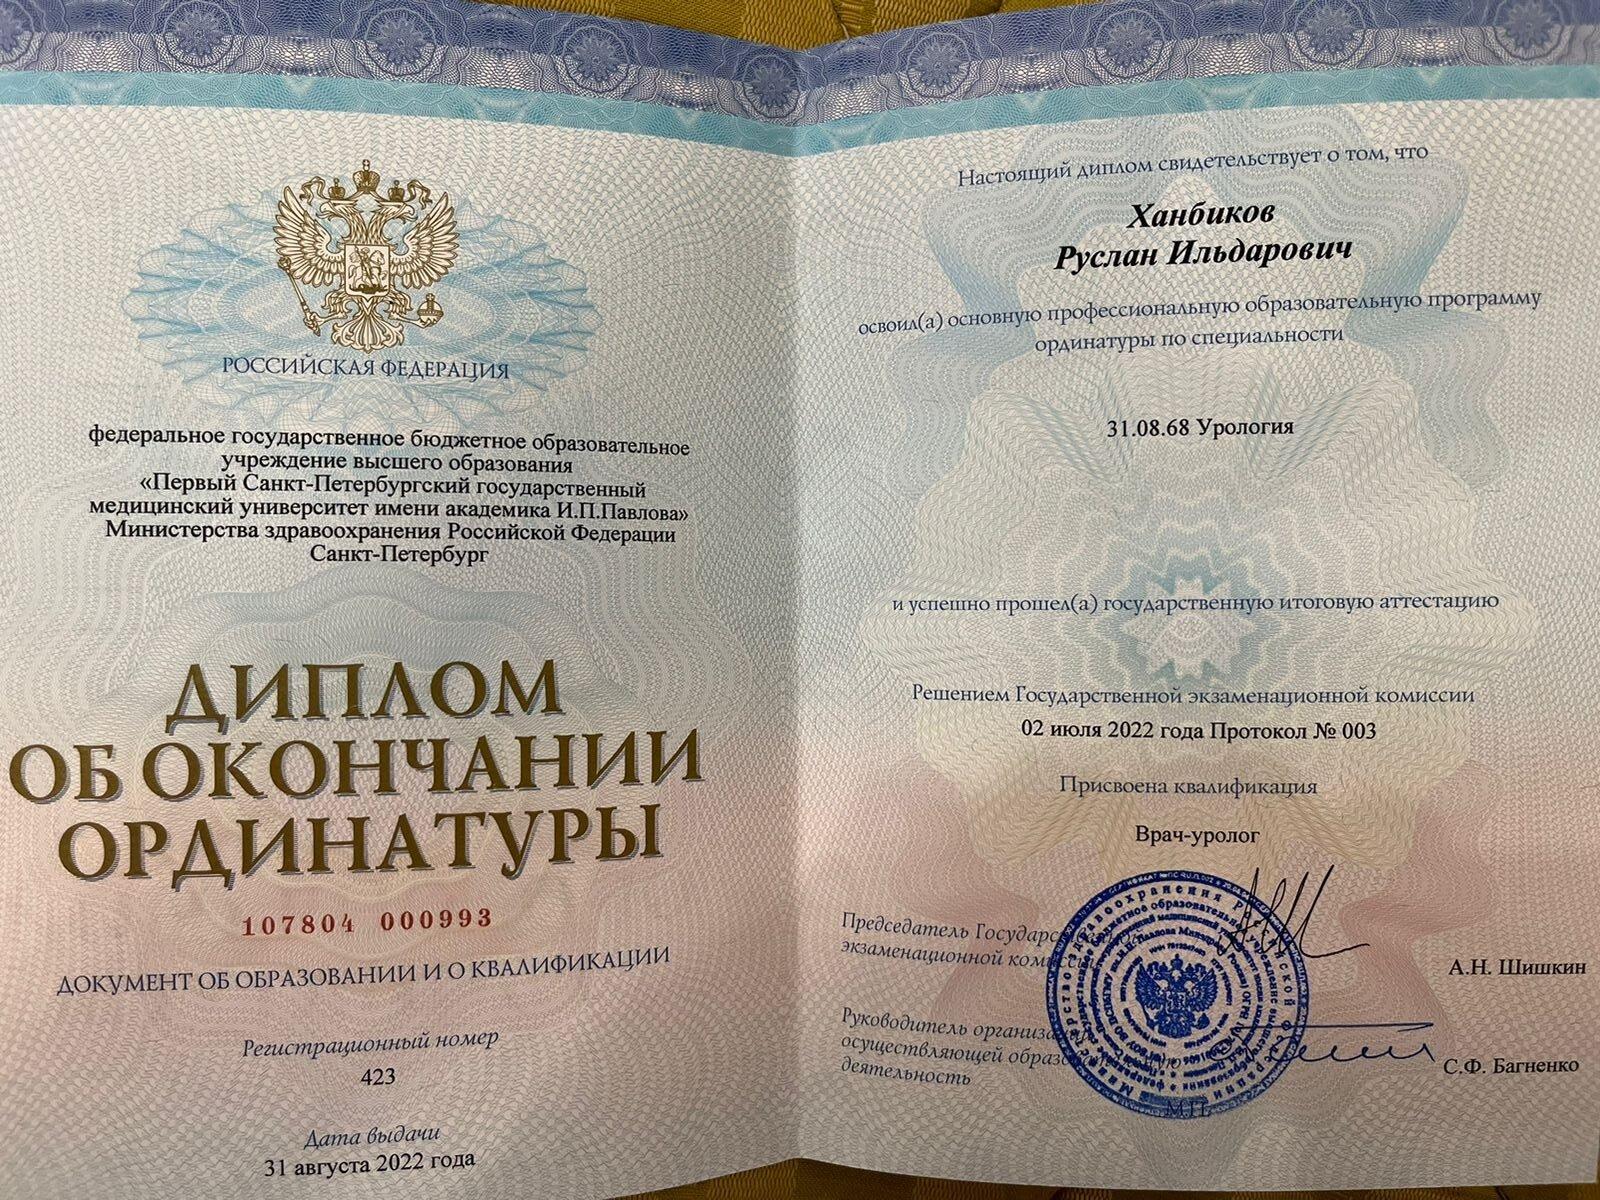 РОССИЙСКАЯ ФЕДЕРАЦИЯ
федеральное государственное бюджетное образовательное
учреждение высшего образования
«Первый Санкт-Петербургский государственный
медицинский университет имени академика И.П.Павлова»
Министерства здравоохранения Российской Федерации
Санкт-Петербург
ДИПЛОМ
ОБ ОКОНЧАНИИ
ОРДИНАТУРЫ
107804 000993
ДОКУМЕНТ ОБ ОБРАЗОВАНИИ И О КВАЛИФИКАЦИИ
Регистрационный номер
423
Дата выдачи
31 августа 2022 года
Настоящий диплом свидетельствует о том, что
Ханбиков
Руслан Ильдарович
освоил(а) основную профессиональную образовательную программу
ординатуры по специальности
31.08.68 Урология
и успешно прошел(а) государственную итоговую аттестацию
Решением Государственной экзаменационной комиссии
02 июля 2022 года Протокол № 003
Присвоена квалификация
Врач-уролог
Председатель
экзаменационной
А.Н. Шишкин
Руководитель
осуществляющей
деятельность
С.Ф. Багненко
М.П.